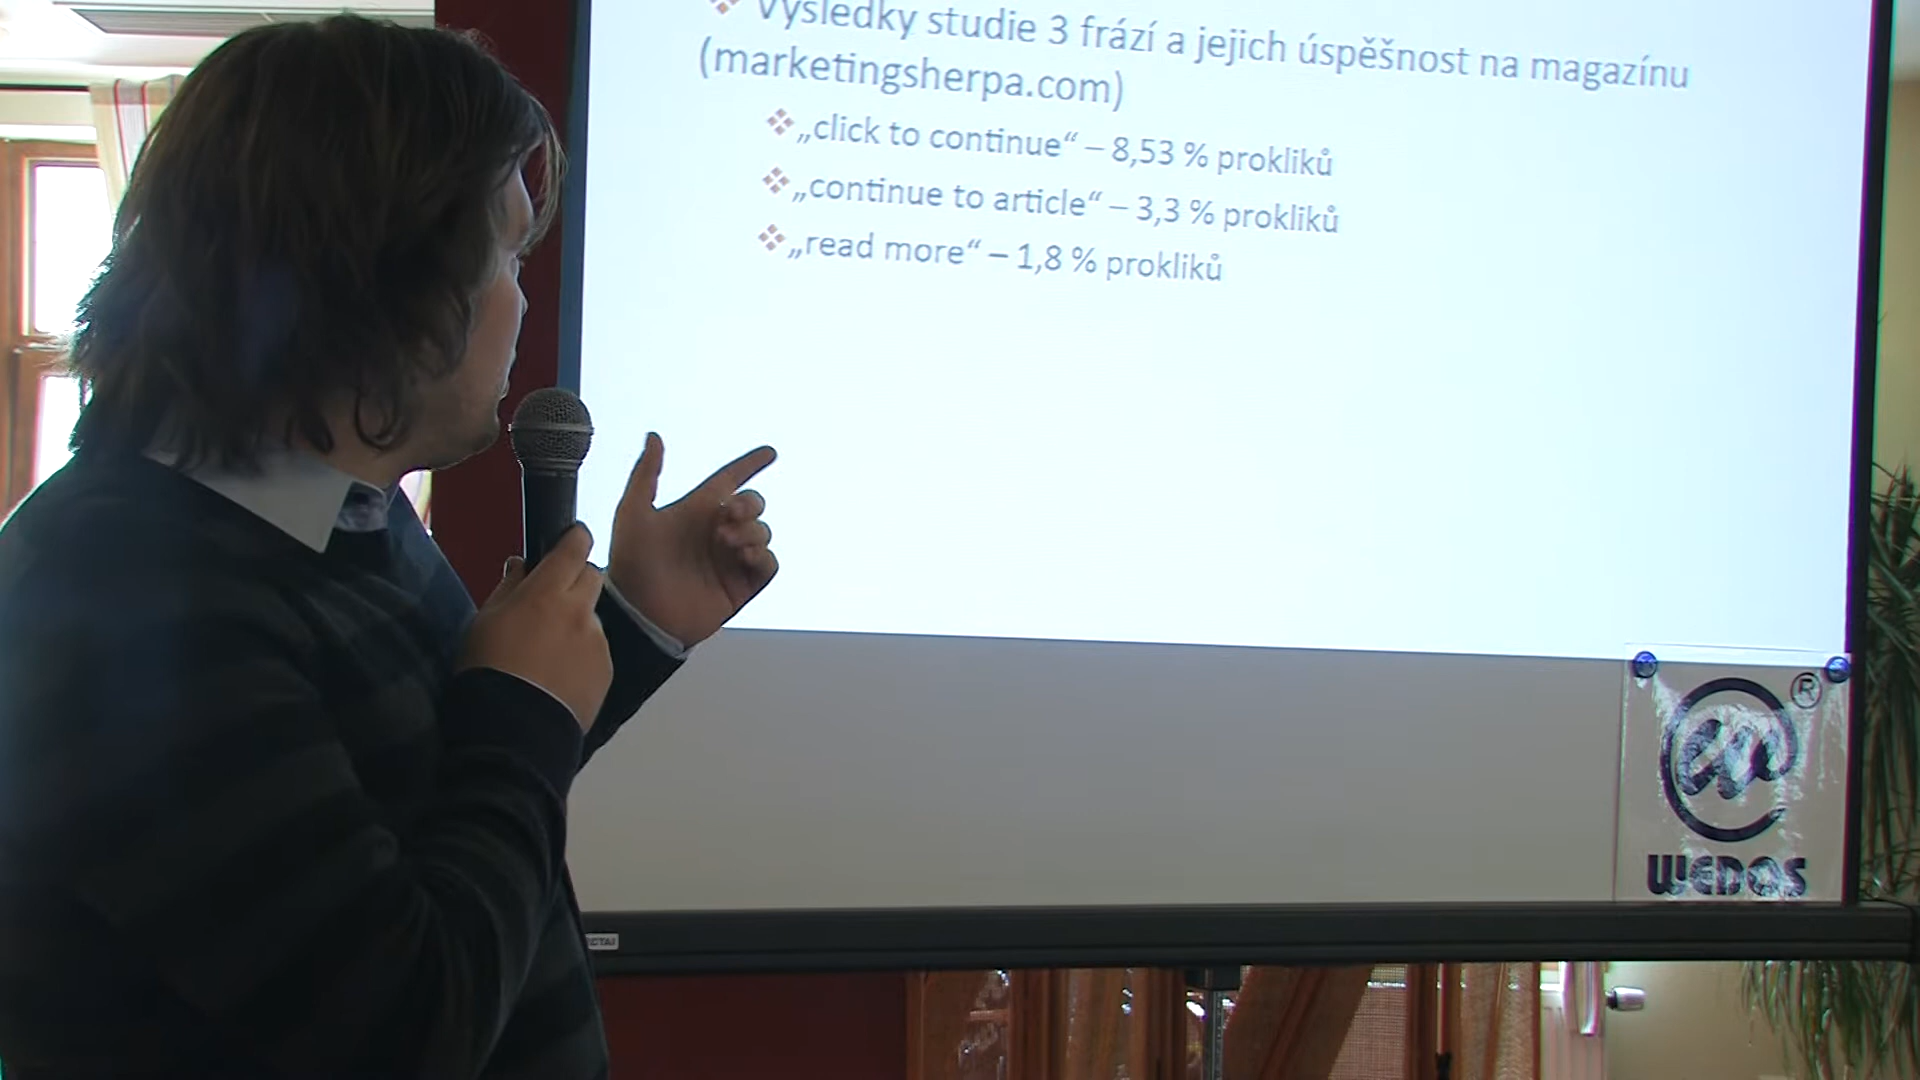 Výsledky studie 3 frází a jejich úspěšnost na magazínu
(marketingsherpa.com)
„click to continue“ – 8,53 % prokliků
„continue to article“ – 3,3 % prokliků
„read more“ – 1,8 % prokliků
®
WEDOS